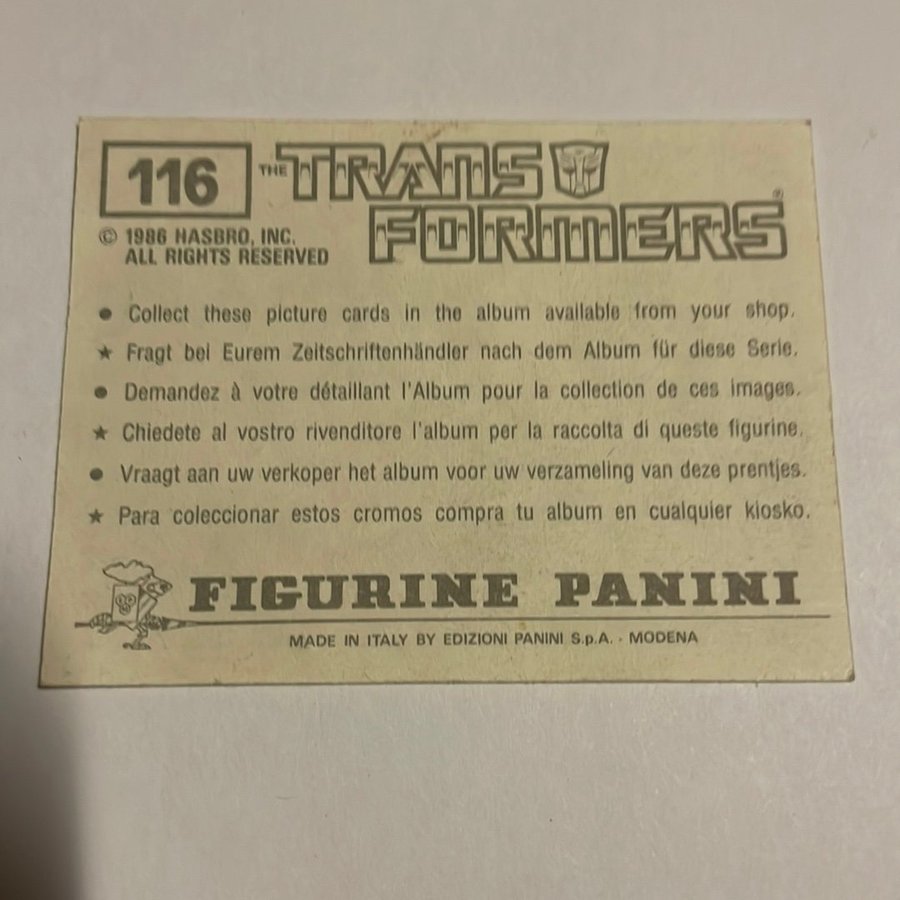 116
THE TRANSFORMERS®
© 1986 HASBRO, INC.
ALL RIGHTS RESERVED
● Collect these picture cards in the album available from your shop.
★ Fragt bei Eurem Zeitschriftenhändler nach dem Album für diese Serie.
● Demandez à votre détaillant l'Album pour la collection de ces images.
★ Chiedete al vostro rivenditore l'album per la raccolta di queste figurine.
● Vraagt aan uw verkoper het album voor uw verzameling van deze prentjes.
★ Para coleccionar estos cromos compra tu album en cualquier kiosko.
FIGURINE PANINI
MADE IN ITALY BY EDIZIONI PANINI S.p.A. - MODENA